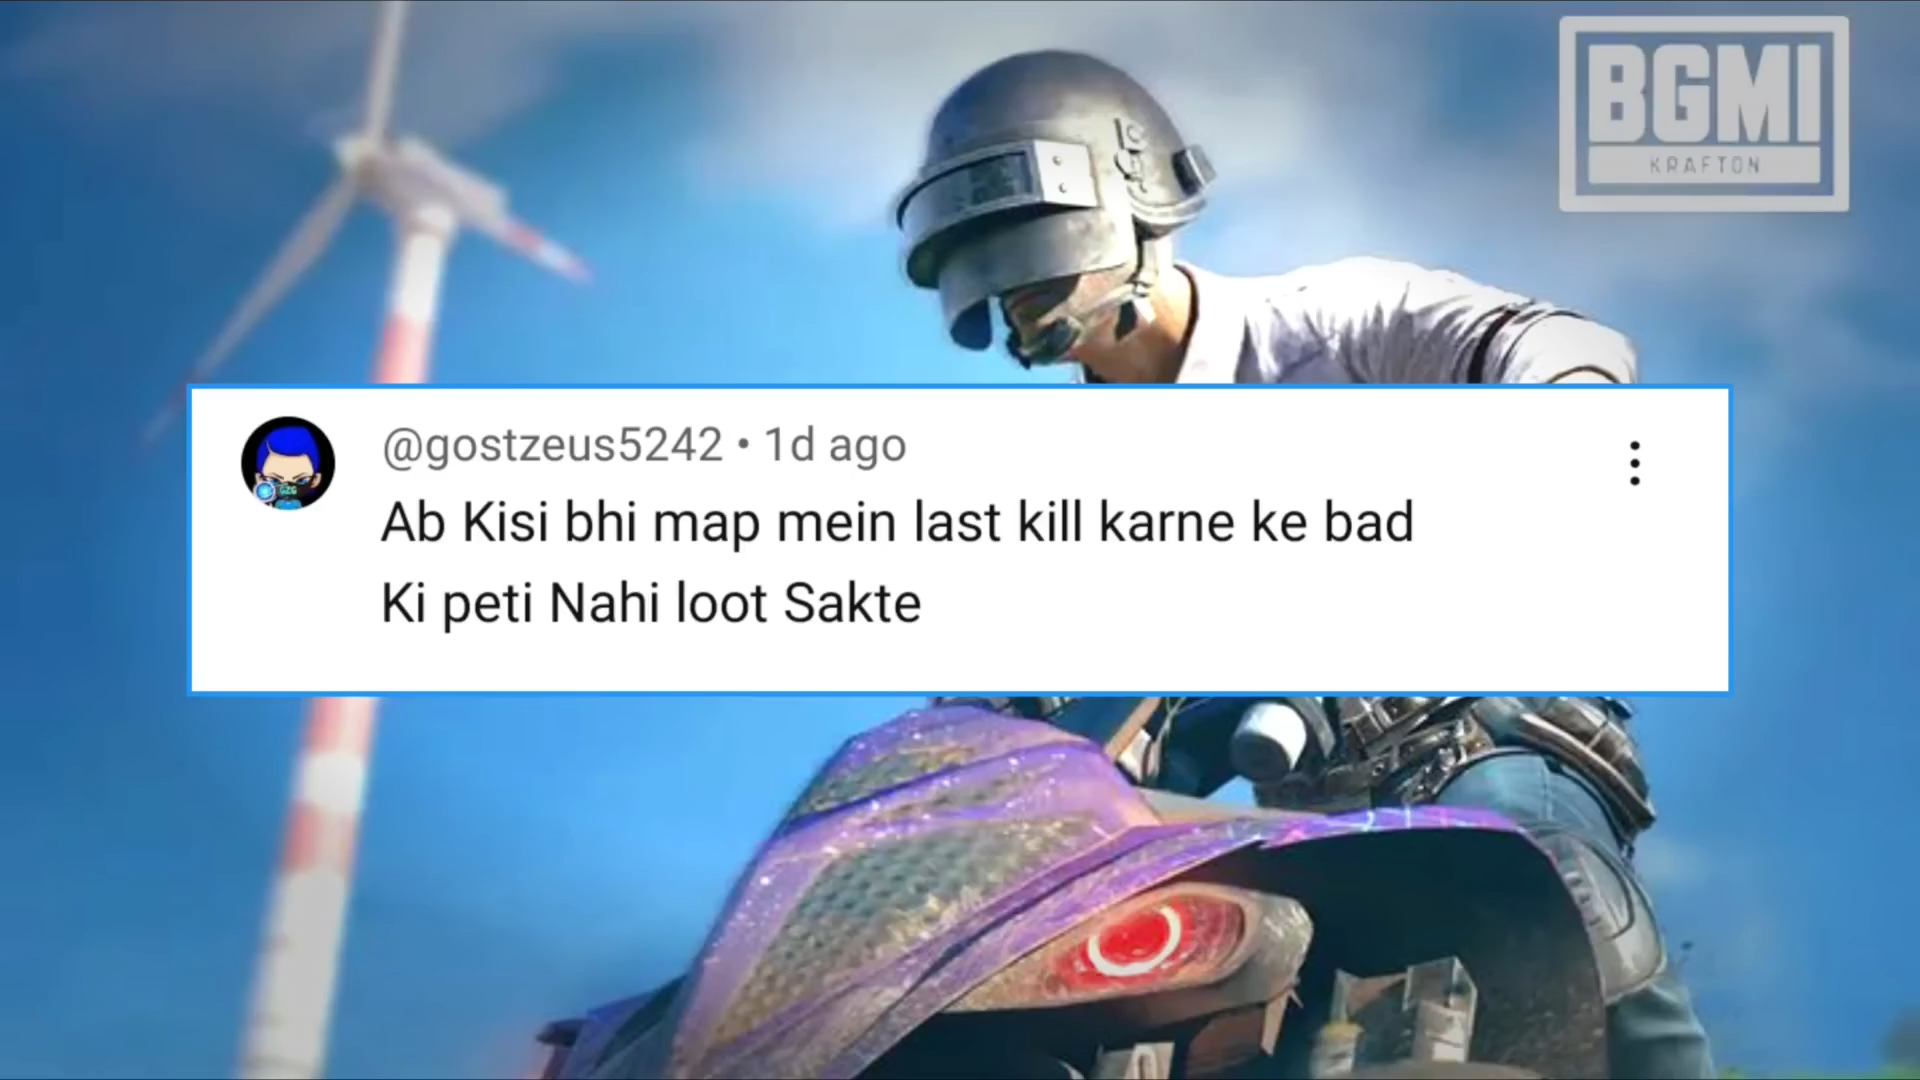 BGMI
KRAFTON
@gostzeus5242 • 1d ago
Ab Kisi bhi map mein last kill karne ke bad
Ki peti Nahi loot Sakte
GZG